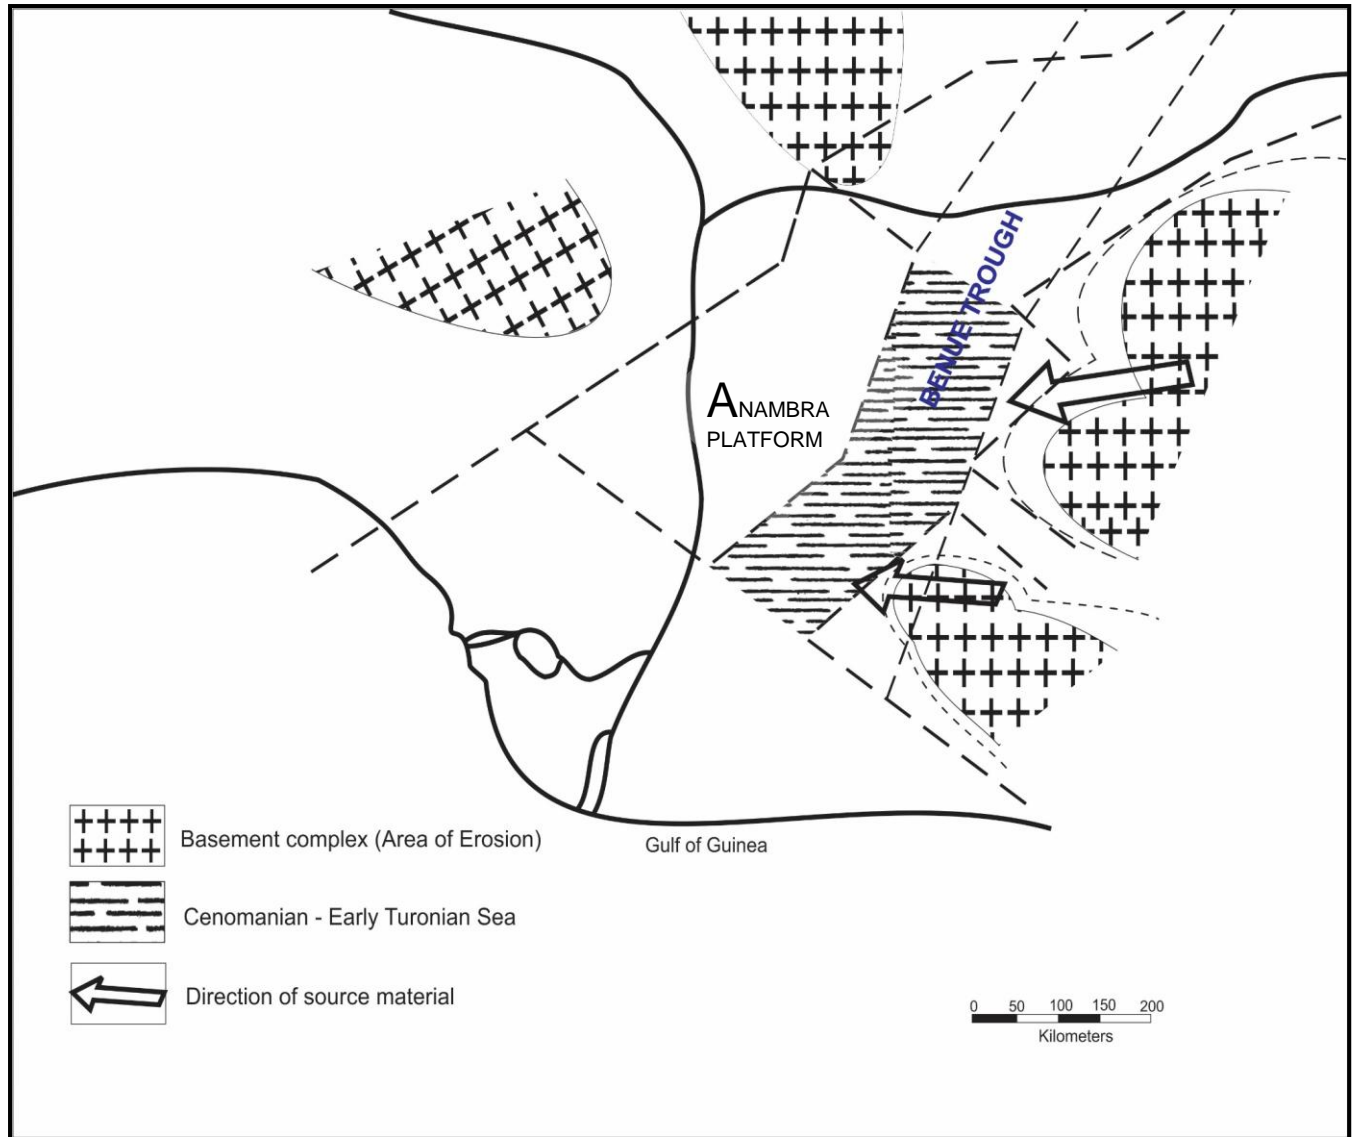 BENUE TROUGH
ANAMBRA
PLATFORM
Basement complex (Area of Erosion)
Gulf of Guinea
Cenomanian - Early Turonian Sea
Direction of source material
0 50 100 150 200
Kilometers